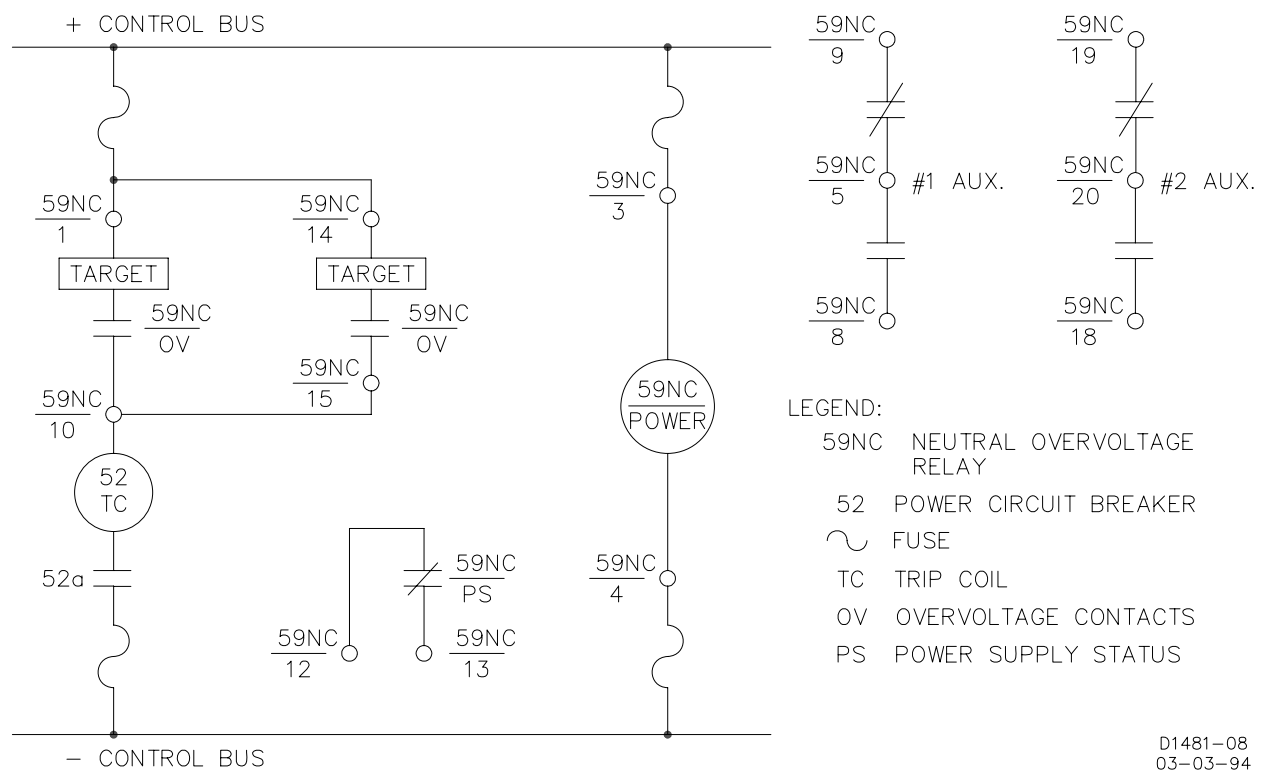 + CONTROL BUS
59NC
1
TARGET
59NC
OV
59NC
10
52
TC
52a
59NC
14
TARGET
59NC
OV
59NC
15
59NC
PS
59NC
12
59NC
13
59NC
3
59NC
POWER
59NC
4
- CONTROL BUS
59NC
9
59NC
5
#1 AUX.
59NC
8
59NC
19
59NC
20
#2 AUX.
59NC
18
LEGEND:
59NC NEUTRAL OVERVOLTAGE
RELAY
52 POWER CIRCUIT BREAKER
FUSE
TC TRIP COIL
OV OVERVOLTAGE CONTACTS
PS POWER SUPPLY STATUS
D1481-08
03-03-94